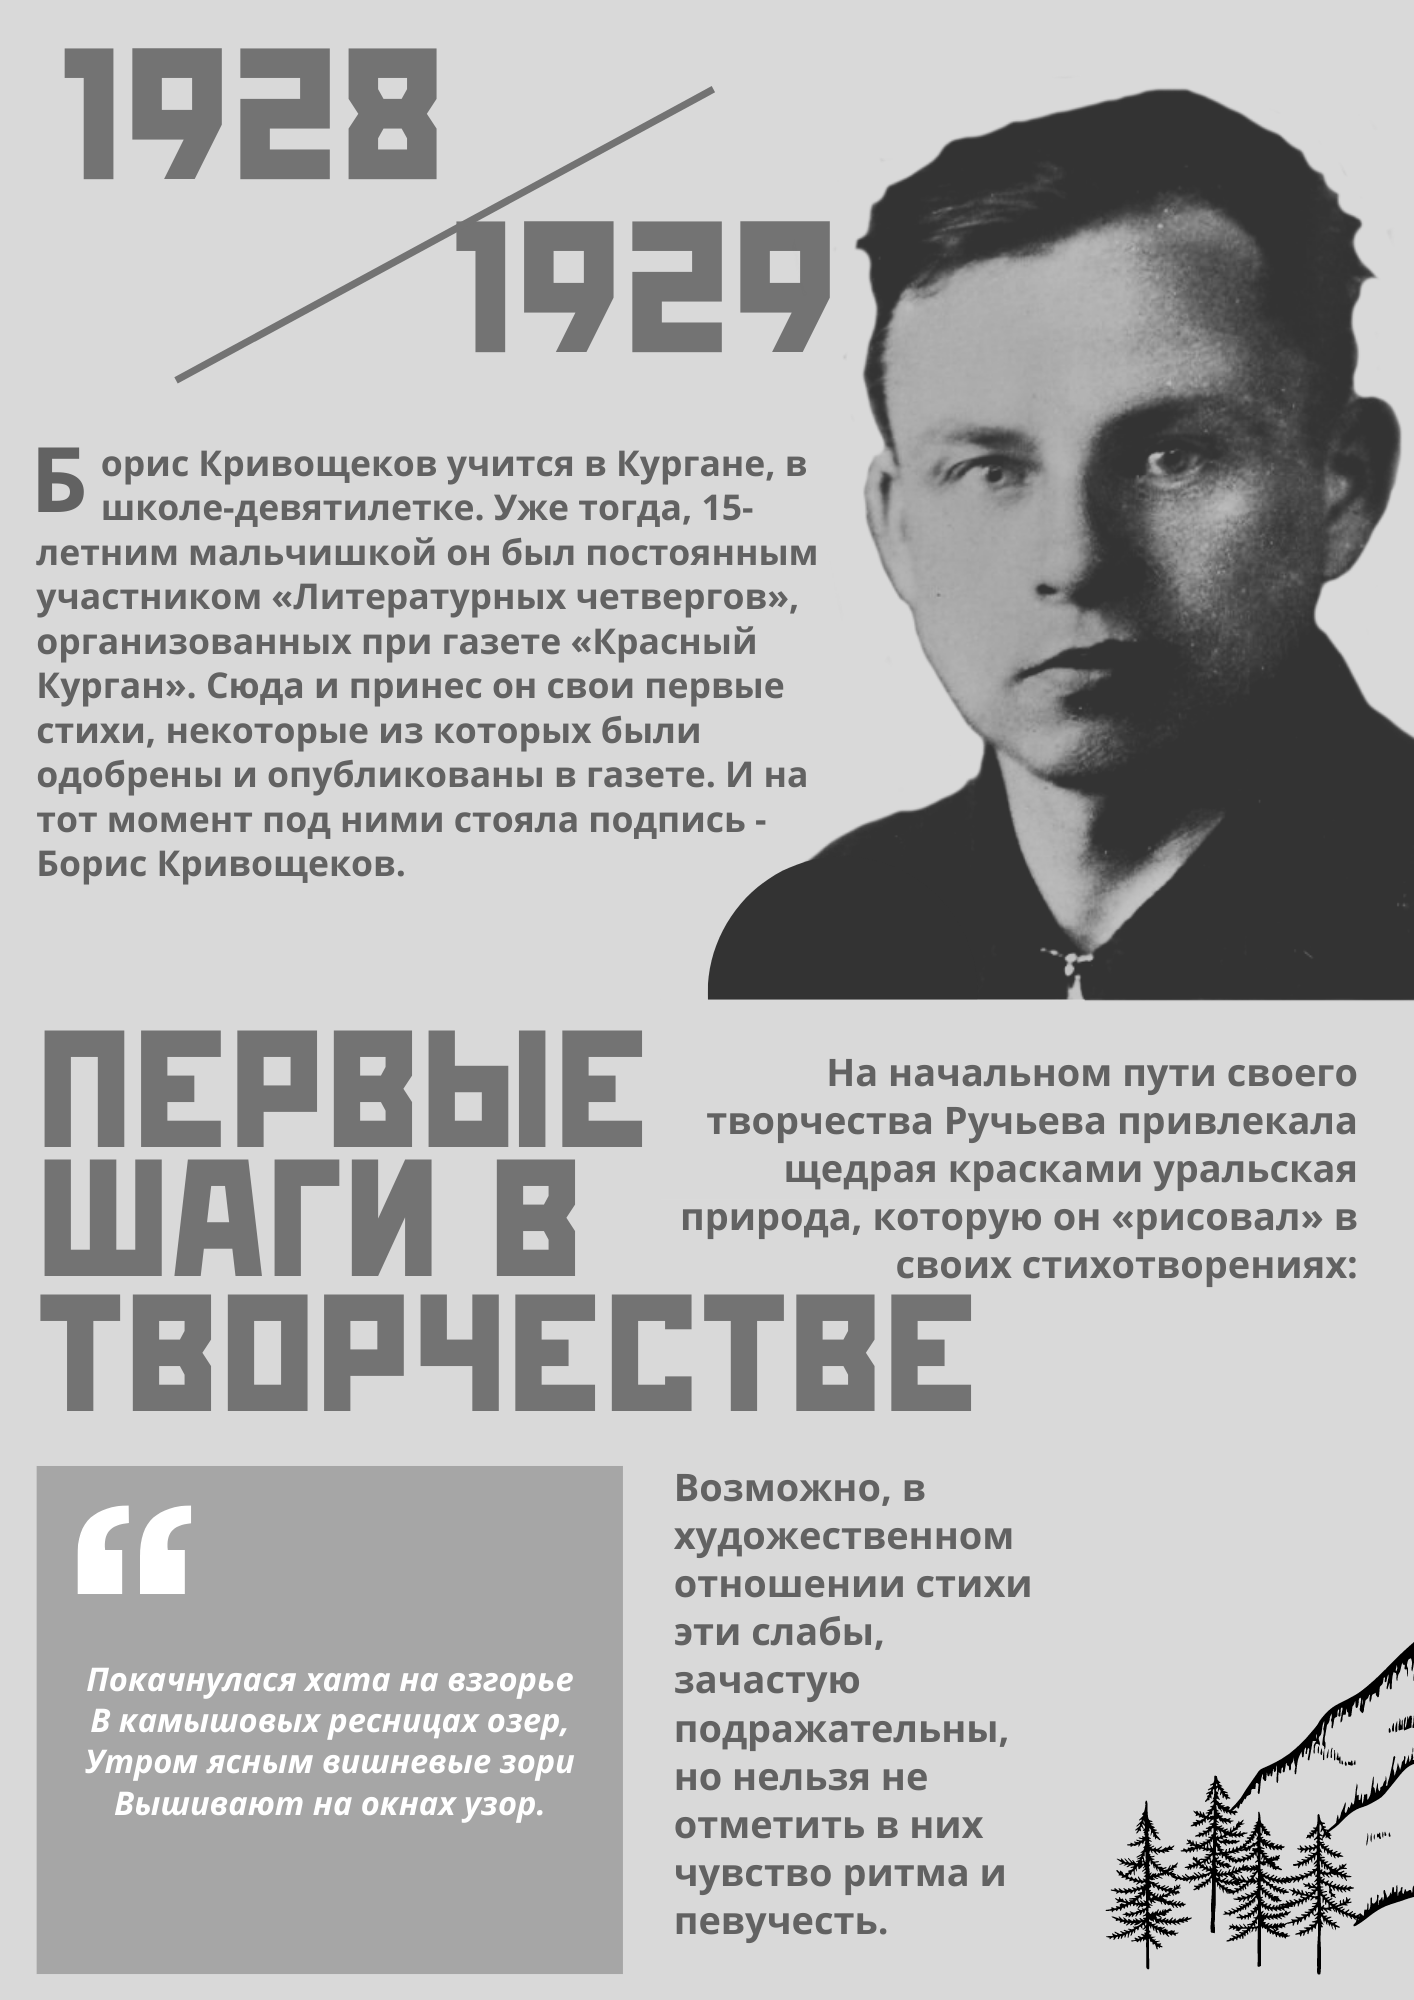 1928
1929
Борис Кривощеков учится в Кургане, в
школе-девятилетке. Уже тогда, 15-
летним мальчишкой он был постоянным
участником «Литературных четвергов»,
организованных при газете «Красный
Курган». Сюда и принес он свои первые
стихи, некоторые из которых были
одобрены и опубликованы в газете. И на
тот момент под ними стояла подпись -
Борис Кривощеков.
ПЕРВЫЕ
ШАГИ В
ТВОРЧЕСТВЕ
На начальном пути своего
творчества Ручьева привлекала
щедрая красками уральская
природа, которую он «рисовал» в
своих стихотворениях:
“
Покачнулася хата на взгорье
В камышовых ресницах озер,
Утром ясным вишневые зори
Вышивают на окнах узор.
Возможно, в
художественном
отношении стихи
эти слабы,
зачастую
подражательны,
но нельзя не
отметить в них
чувство ритма и
певучесть.